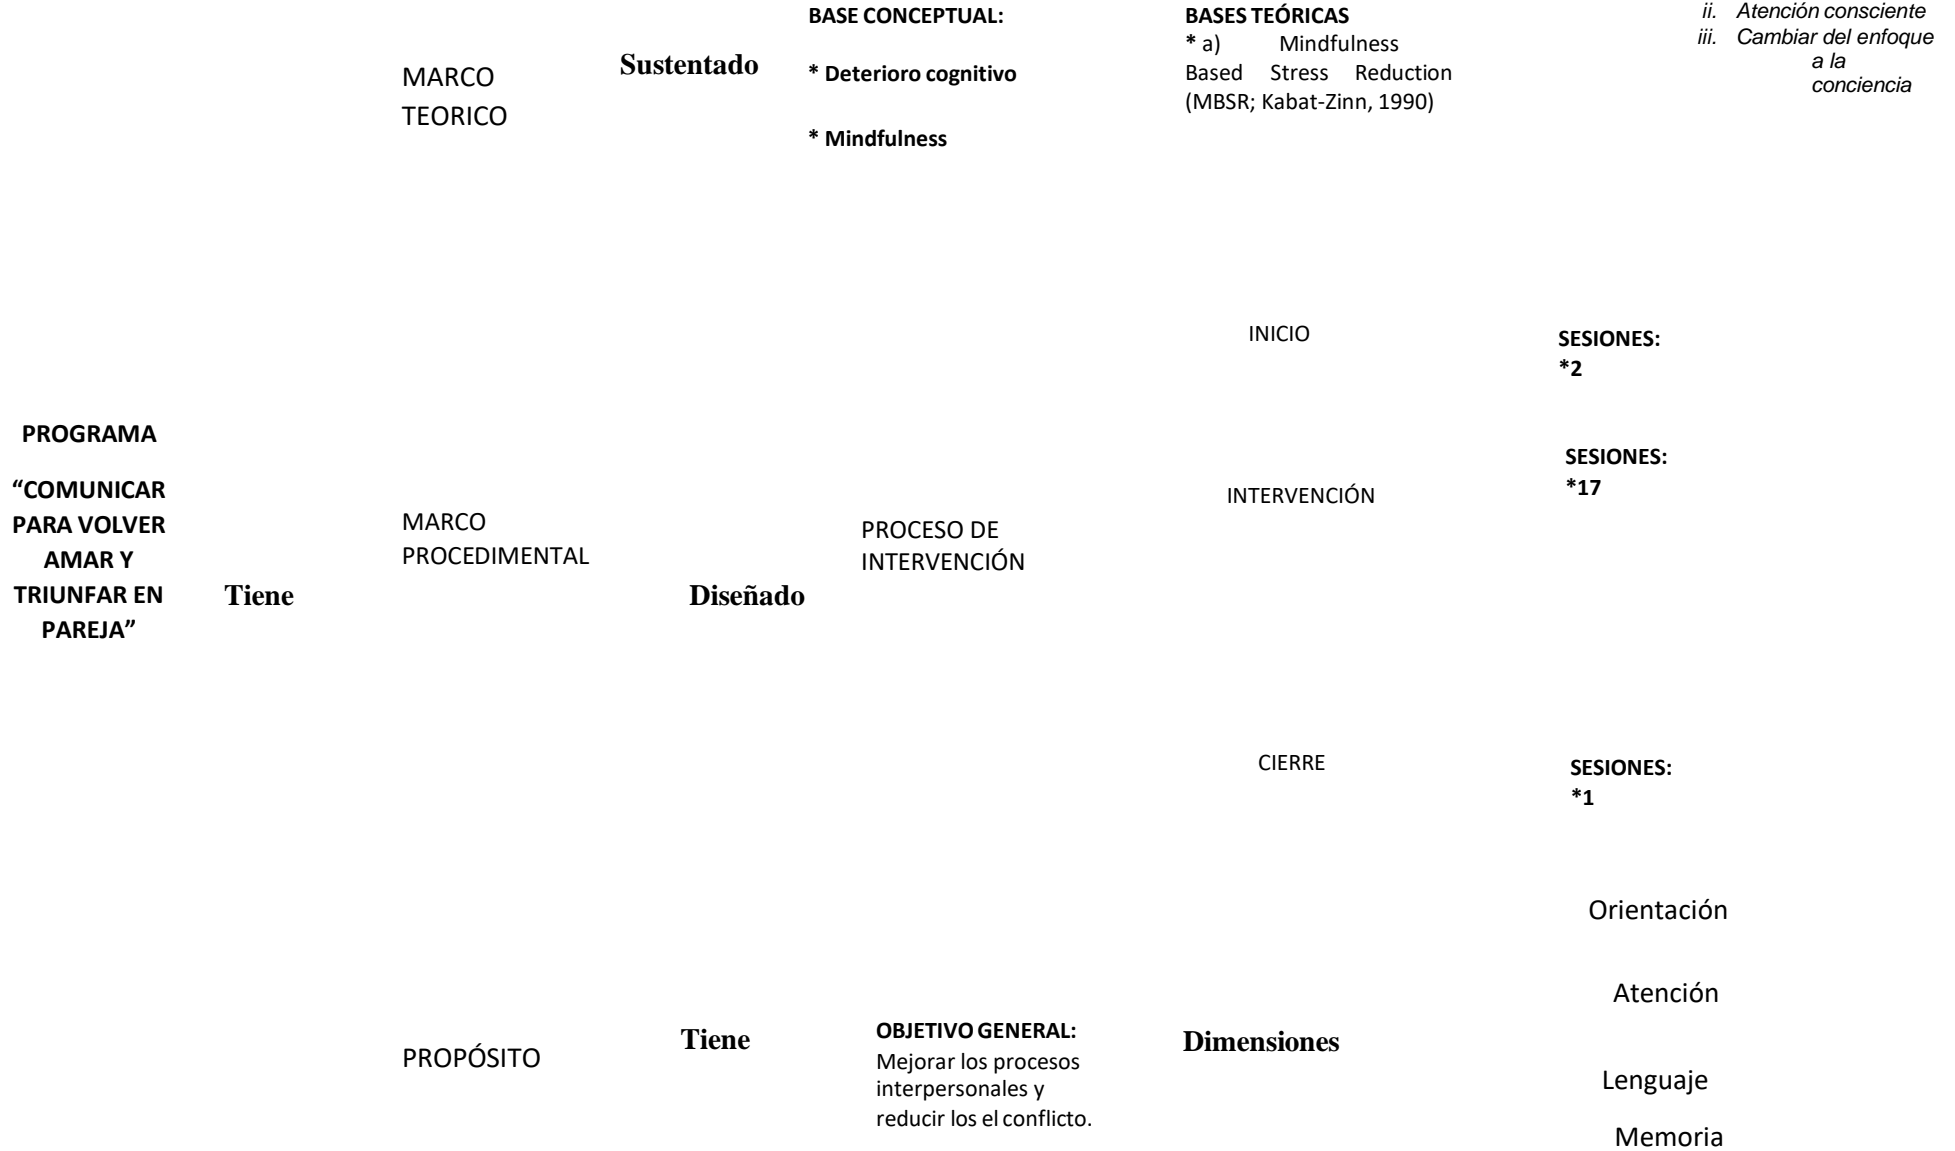 BASE CONCEPTUAL:
* Deterioro cognitivo
* Mindfulness
BASES TEÓRICAS
* a) Mindfulness
Based Stress Reduction
(MBSR; Kabat-Zinn, 1990)
ii. Atención consciente
iii. Cambiar del enfoque
a la
conciencia
MARCO
TEORICO
Sustentado
INICIO
SESIONES:
*2
PROGRAMA
“COMUNICAR
PARA VOLVER
AMAR Y
TRIUNFAR EN
PAREJA”
Tiene
MARCO
PROCEDIMENTAL
Diseñado
PROCESO DE
INTERVENCIÓN
INTERVENCIÓN
SESIONES:
*17
CIERRE
SESIONES:
*1
PROPÓSITO
Tiene
OBJETIVO GENERAL:
Mejorar los procesos
interpersonales y
reducir los el conflicto.
Dimensiones
Orientación
Atención
Lenguaje
Memoria